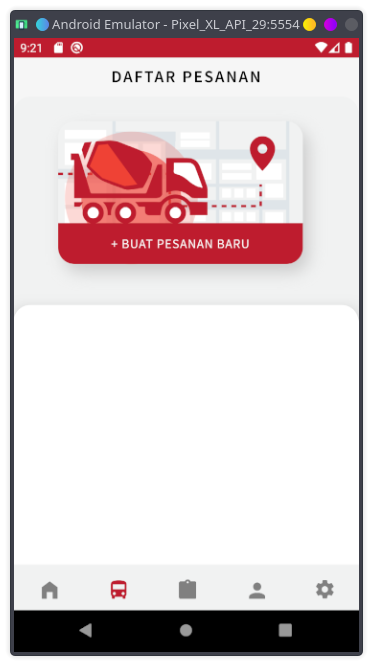 Android Emulator - Pixel_XL_API_29:5554
9:21
DAFTAR PESANAN
+ BUAT PESANAN BARU